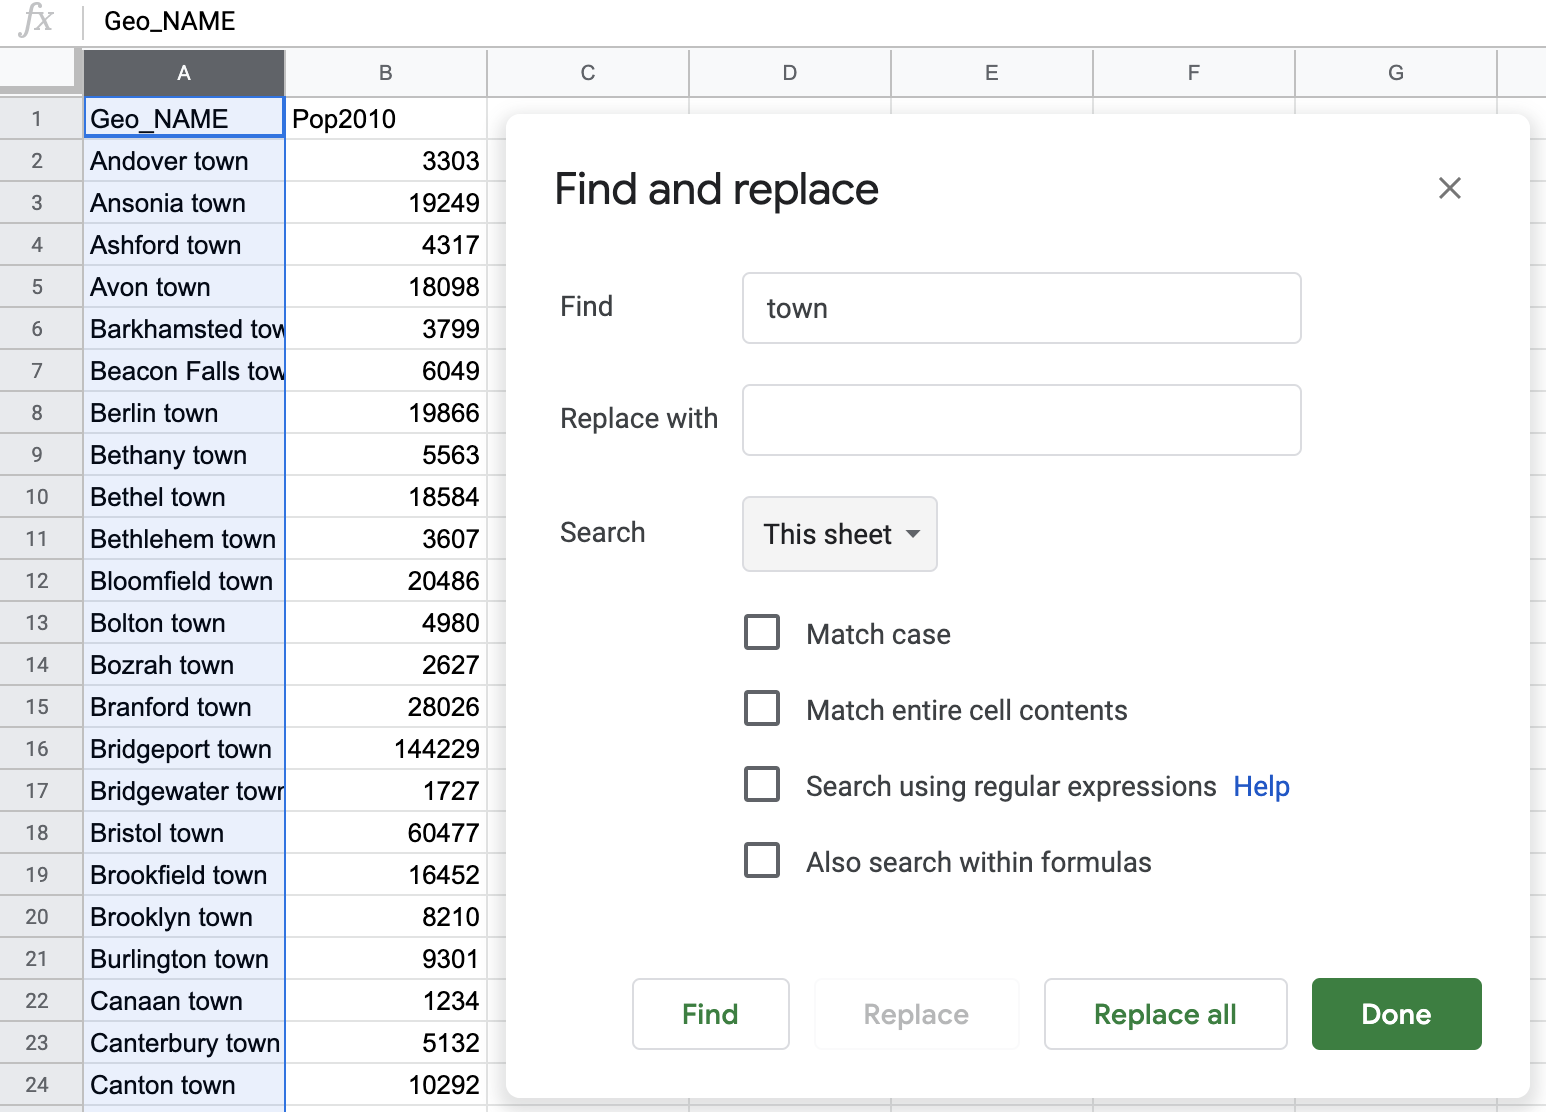 fx Geo_NAME
A B C D E F G
1 Geo_NAME Pop2010
2 Andover town 3303
3 Ansonia town 19249
4 Ashford town 4317
5 Avon town 18098
6 Barkhamsted tow 3799
7 Beacon Falls tow 6049
8 Berlin town 19866
9 Bethany town 5563
10 Bethel town 18584
11 Bethlehem town 3607
12 Bloomfield town 20486
13 Bolton town 4980
14 Bozrah town 2627
15 Branford town 28026
16 Bridgeport town 144229
17 Bridgewater town 1727
18 Bristol town 60477
19 Brookfield town 16452
20 Brooklyn town 8210
21 Burlington town 9301
22 Canaan town 1234
23 Canterbury town 5132
24 Canton town 10292
Find and replace
Find town
Replace with
Search This sheet
Match case
Match entire cell contents
Search using regular expressions Help
Also search within formulas
Find Replace Replace all Done